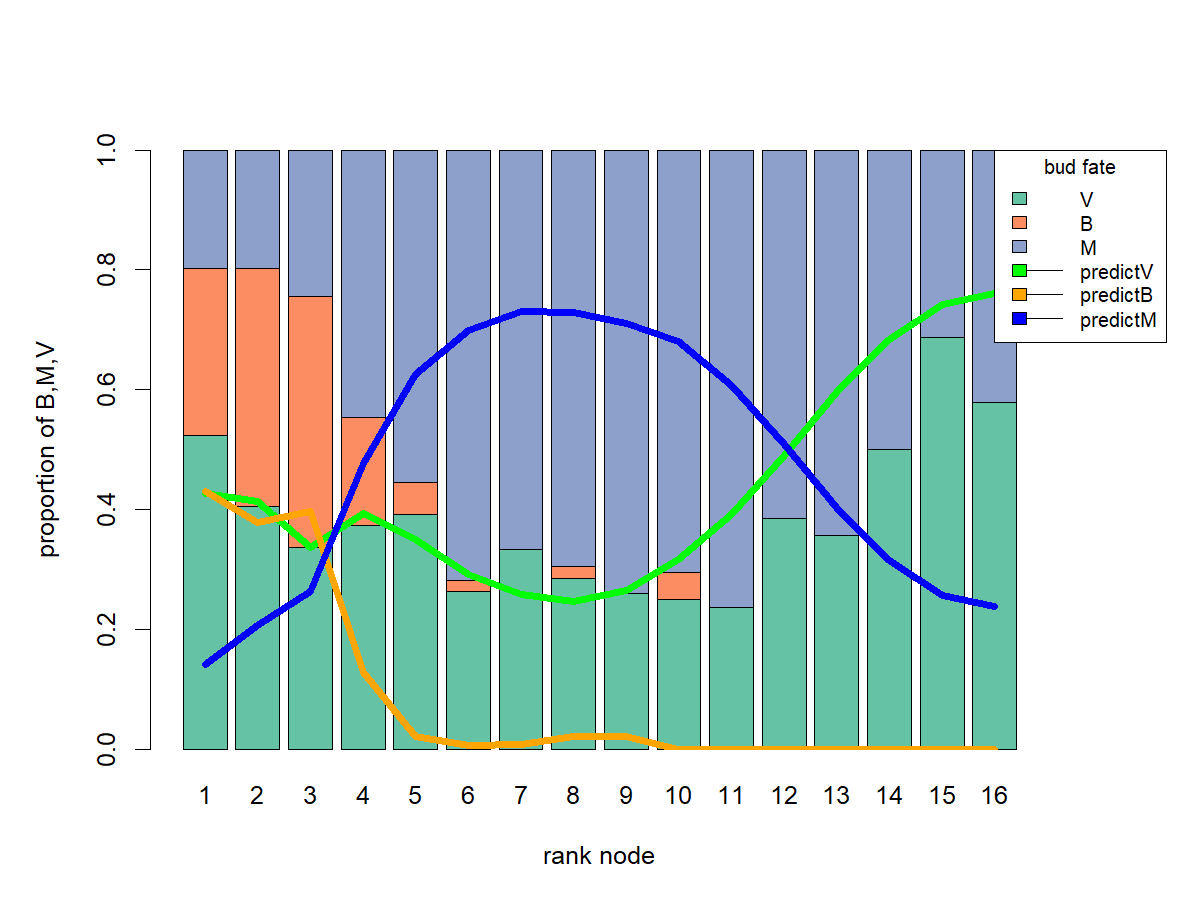 1.0
0.8
0.6
0.4
0.2
0.0
proportion of B,M,V
bud fate
V
B
M
predictV
predictB
predictM
1 2 3 4 5 6 7 8 9 10 11 12 13 14 15 16
rank node